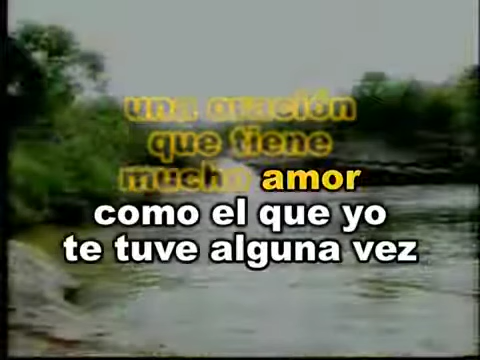 una oración
que tiene
mucho amor
como el que yo
te tuve alguna vez